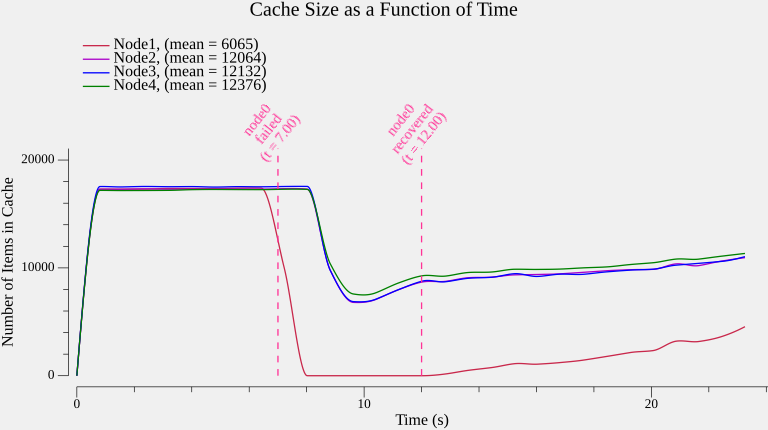 Cache Size as a Function of Time
Node1, (mean = 6065)
Node2, (mean = 12064)
Node3, (mean = 12132)
Node4, (mean = 12376)
node0
failed
(t = 7.00)
node0
recovered
(t = 12.00)
Number of Items in Cache
20000
10000
0
0
10
20
Time (s)